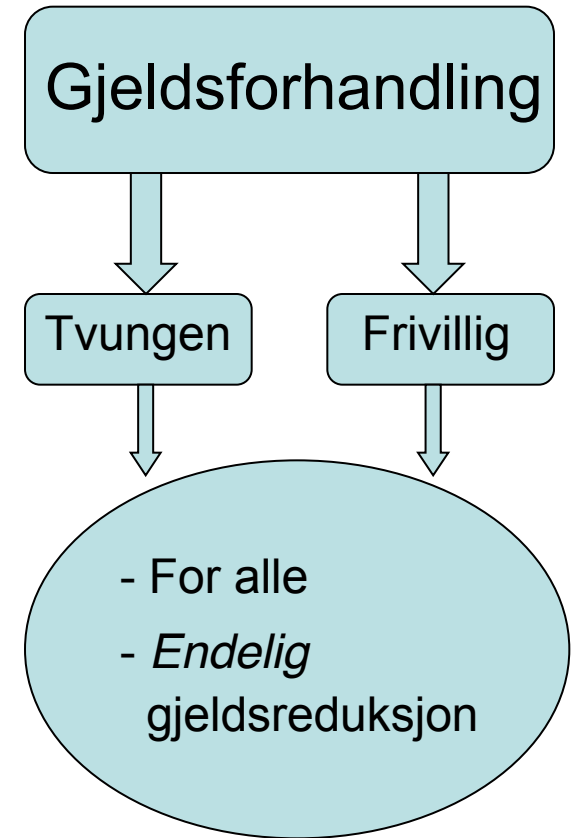 Gjeldsforhandling
Tvungen
Frivillig
- For alle
- Endelig
gjeldsreduksjon